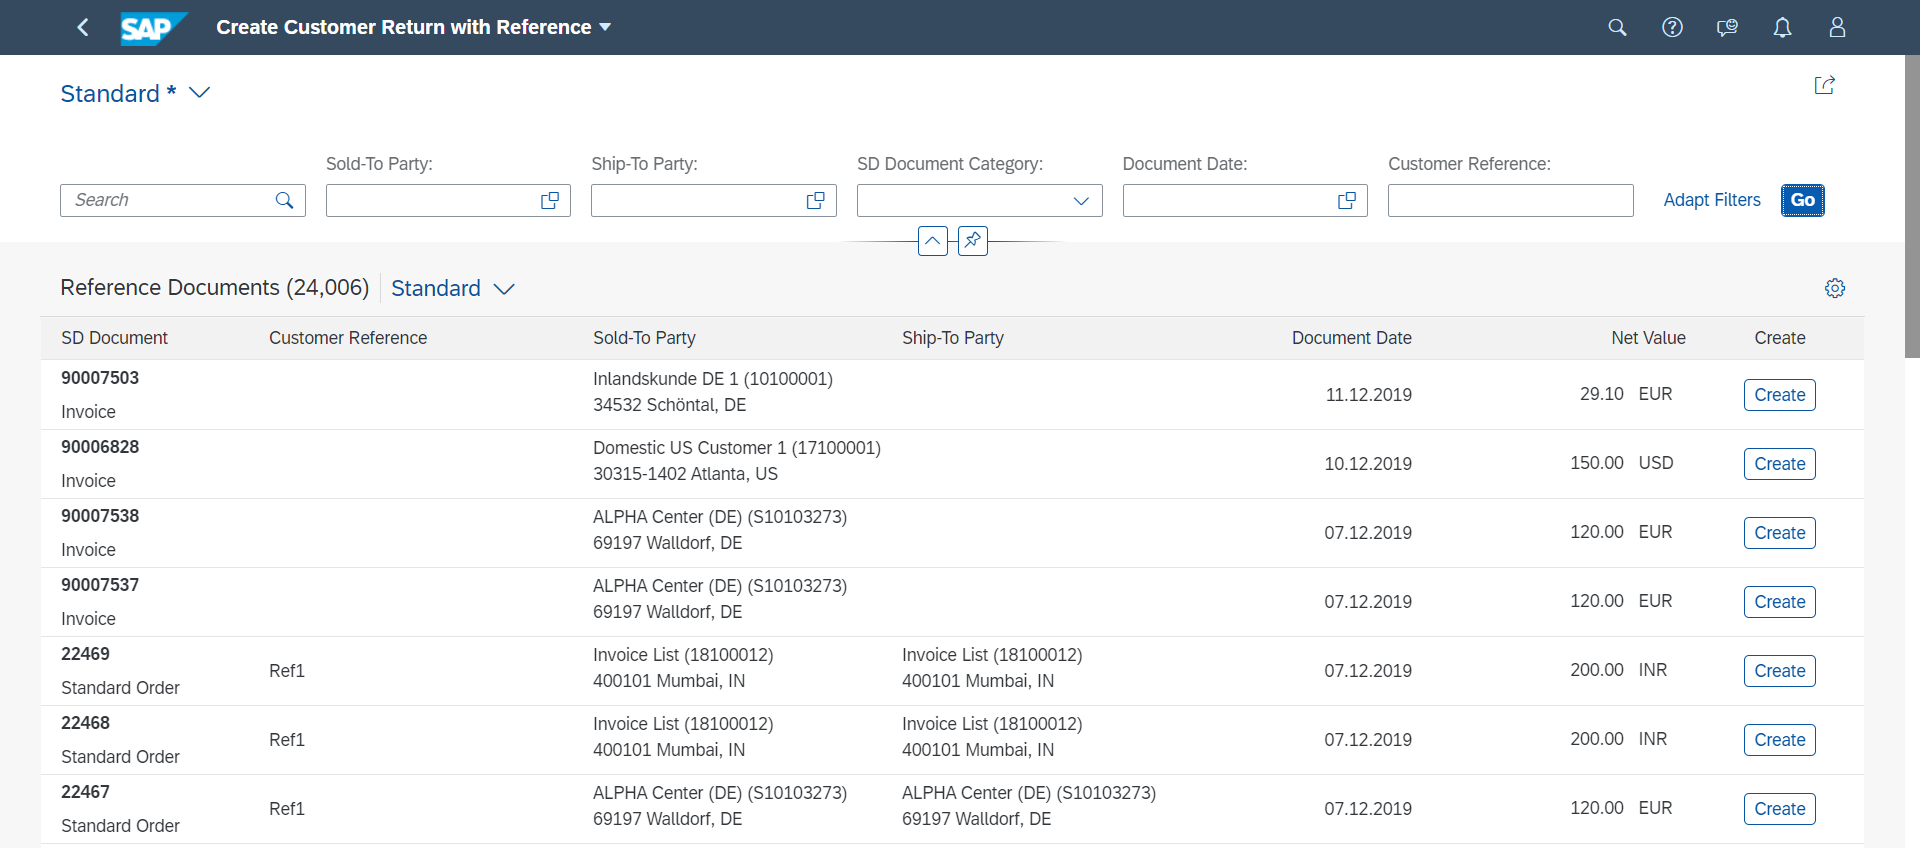 SAP Create Customer Return with Reference
Standard *
Sold-To Party: Ship-To Party: SD Document Category: Document Date: Customer Reference:
Search Adapt Filters Go
Reference Documents (24,006) Standard
SD Document Customer Reference Sold-To Party Ship-To Party Document Date Net Value Create
90007503 Inlandskunde DE 1 (10100001)
Invoice 34532 Schöntal, DE 11.12.2019 29.10 EUR Create
90006828 Domestic US Customer 1 (17100001)
Invoice 30315-1402 Atlanta, US 10.12.2019 150.00 USD Create
90007538 ALPHA Center (DE) (S10103273)
Invoice 69197 Walldorf, DE 07.12.2019 120.00 EUR Create
90007537 ALPHA Center (DE) (S10103273)
Invoice 69197 Walldorf, DE 07.12.2019 120.00 EUR Create
22469 Invoice List (18100012) Invoice List (18100012)
Standard Order Ref1 400101 Mumbai, IN 400101 Mumbai, IN 07.12.2019 200.00 INR Create
22468 Invoice List (18100012) Invoice List (18100012)
Standard Order Ref1 400101 Mumbai, IN 400101 Mumbai, IN 07.12.2019 200.00 INR Create
22467 ALPHA Center (DE) (S10103273) ALPHA Center (DE) (S10103273)
Standard Order Ref1 69197 Walldorf, DE 69197 Walldorf, DE 07.12.2019 120.00 EUR Create